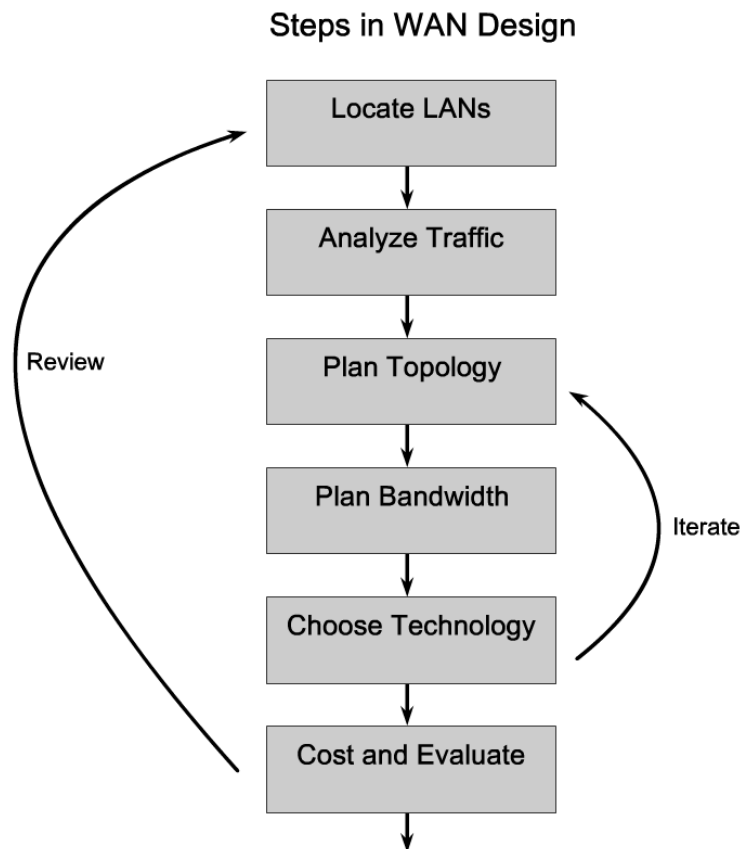 Steps in WAN Design
Locate LANs
Analyze Traffic
Plan Topology
Review
Plan Bandwidth
Iterate
Choose Technology
Cost and Evaluate